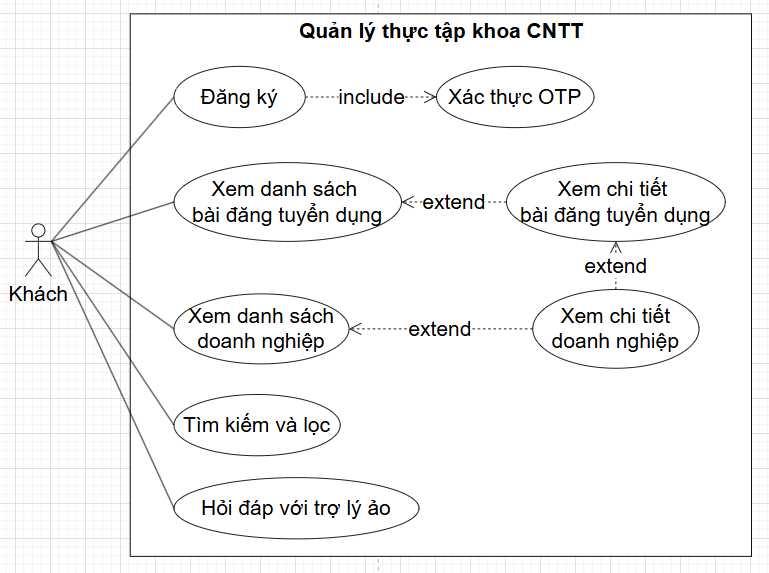 Quản lý thực tập khoa CNTT
Đăng ký
include
Xác thực OTP
Xem danh sách
bài đăng tuyển dụng
extend
Xem chi tiết
bài đăng tuyển dụng
extend
Khách
Xem danh sách
doanh nghiệp
extend
Xem chi tiết
doanh nghiệp
Tìm kiếm và lọc
Hỏi đáp với trợ lý ảo